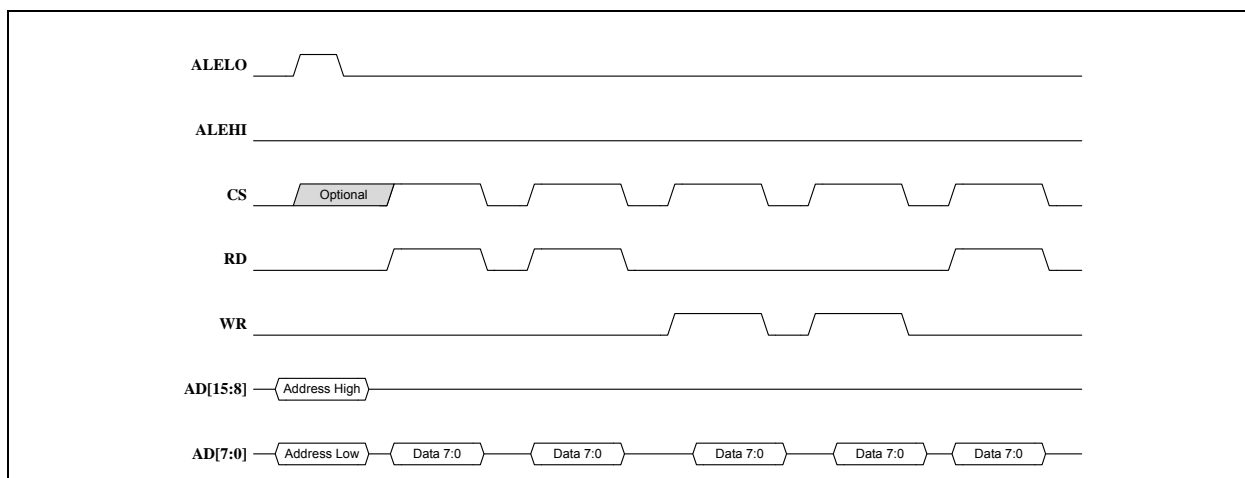 ALELO
ALEHI
CS Optional
RD
WR
AD[15:8] Address High
AD[7:0] Address Low Data 7:0 Data 7:0 Data 7:0 Data 7:0 Data 7:0